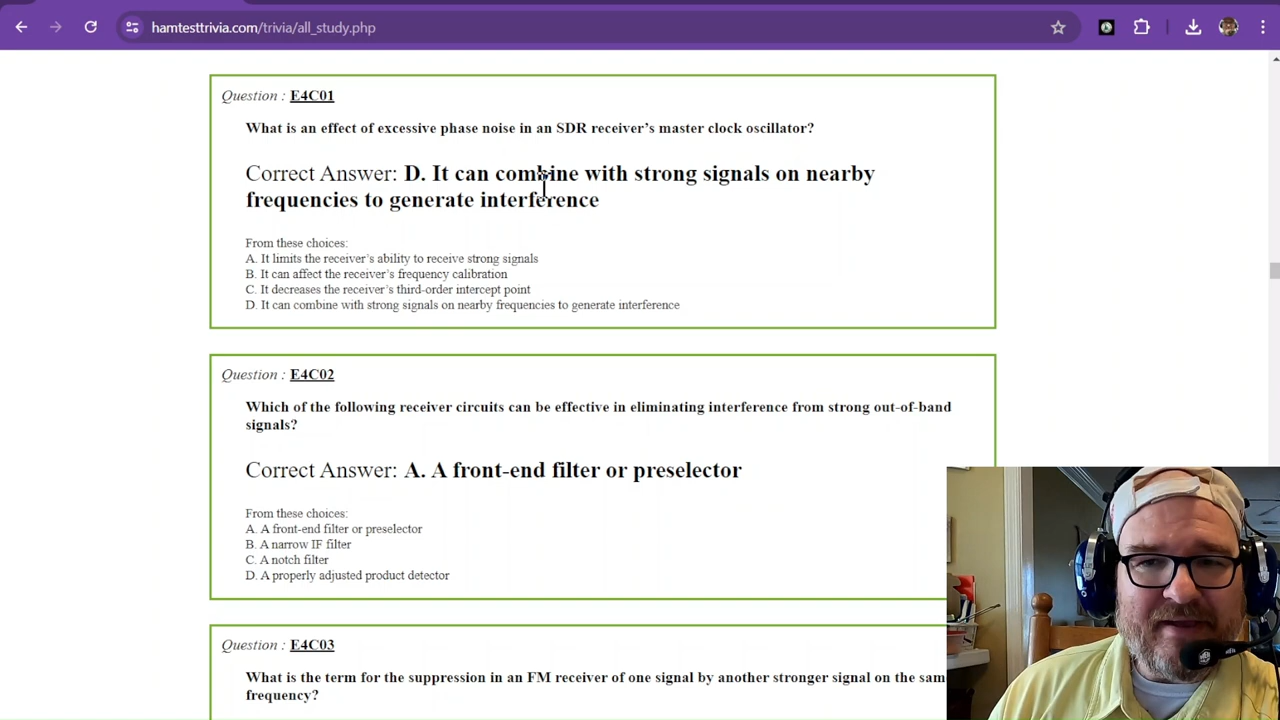 hamtesttrivia.com/trivia/all_study.php
Question : E4C01
What is an effect of excessive phase noise in an SDR receiver's master clock oscillator?
Correct Answer: D. It can combine with strong signals on nearby
frequencies to generate interference
From these choices:
A. It limits the receiver's ability to receive strong signals
B. It can affect the receiver's frequency calibration
C. It decreases the receiver's third-order intercept point
D. It can combine with strong signals on nearby frequencies to generate interference
Question : E4C02
Which of the following receiver circuits can be effective in eliminating interference from strong out-of-band
signals?
Correct Answer: A. A front-end filter or preselector
From these choices:
A. A front-end filter or preselector
B. A narrow IF filter
C. A notch filter
D. A properly adjusted product detector
Question : E4C03
What is the term for the suppression in an FM receiver of one signal by another stronger signal on the sam
frequency?